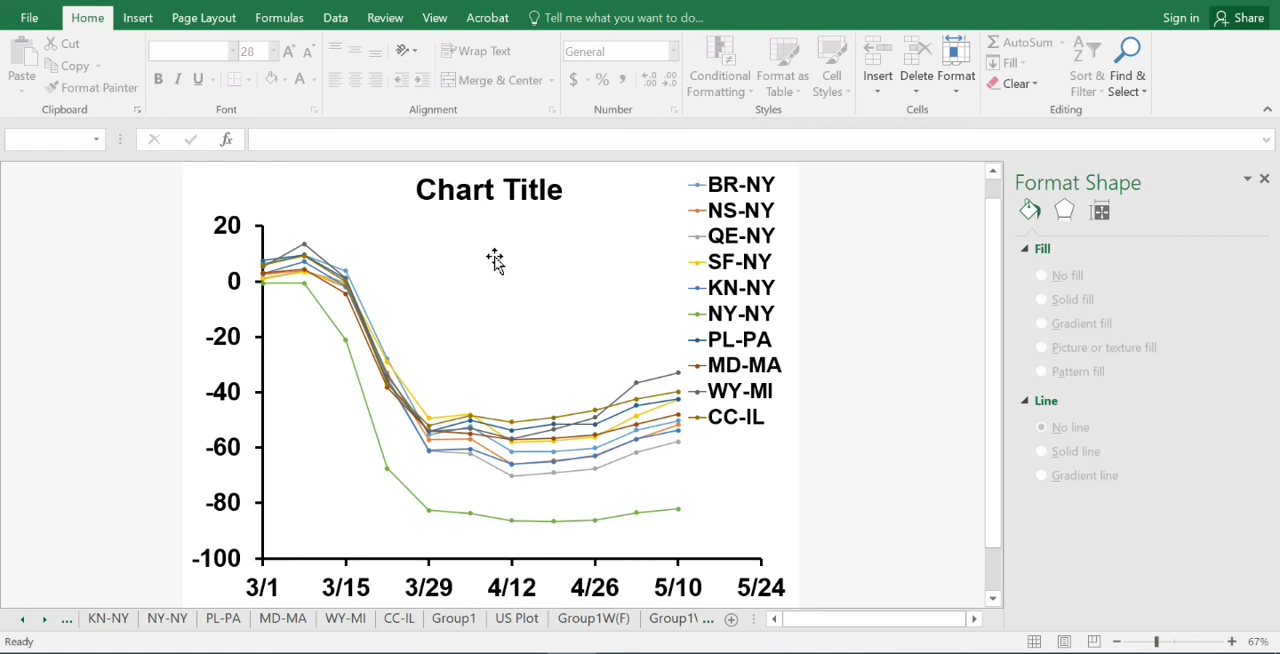 File Home Insert Page Layout Formulas Data Review View Acrobat Tell me what you want to do... Sign in Share
Paste Cut Copy Format Painter Clipboard
28 B I U A A A Font
Wrap Text Merge & Center Alignment
General $ % , Number
Conditional Formatting Format as Table Cell Styles Styles
Insert Delete Format Cells
AutoSum Fill Clear Sort & Filter Find & Select Editing
fx
Chart Title
BR-NY
NS-NY
QE-NY
SF-NY
KN-NY
NY-NY
PL-PA
MD-MA
WY-MI
CC-IL
20
0
-20
-40
-60
-80
-100
3/1 3/15 3/29 4/12 4/26 5/10 5/24
Format Shape
Fill
No fill
Solid fill
Gradient fill
Picture or texture fill
Pattern fill
Line
No line
Solid line
Gradient line
... KN-NY NY-NY PL-PA MD-MA WY-MI CC-IL Group1 US Plot Group1W(F) Group1\ ...
Ready 67%